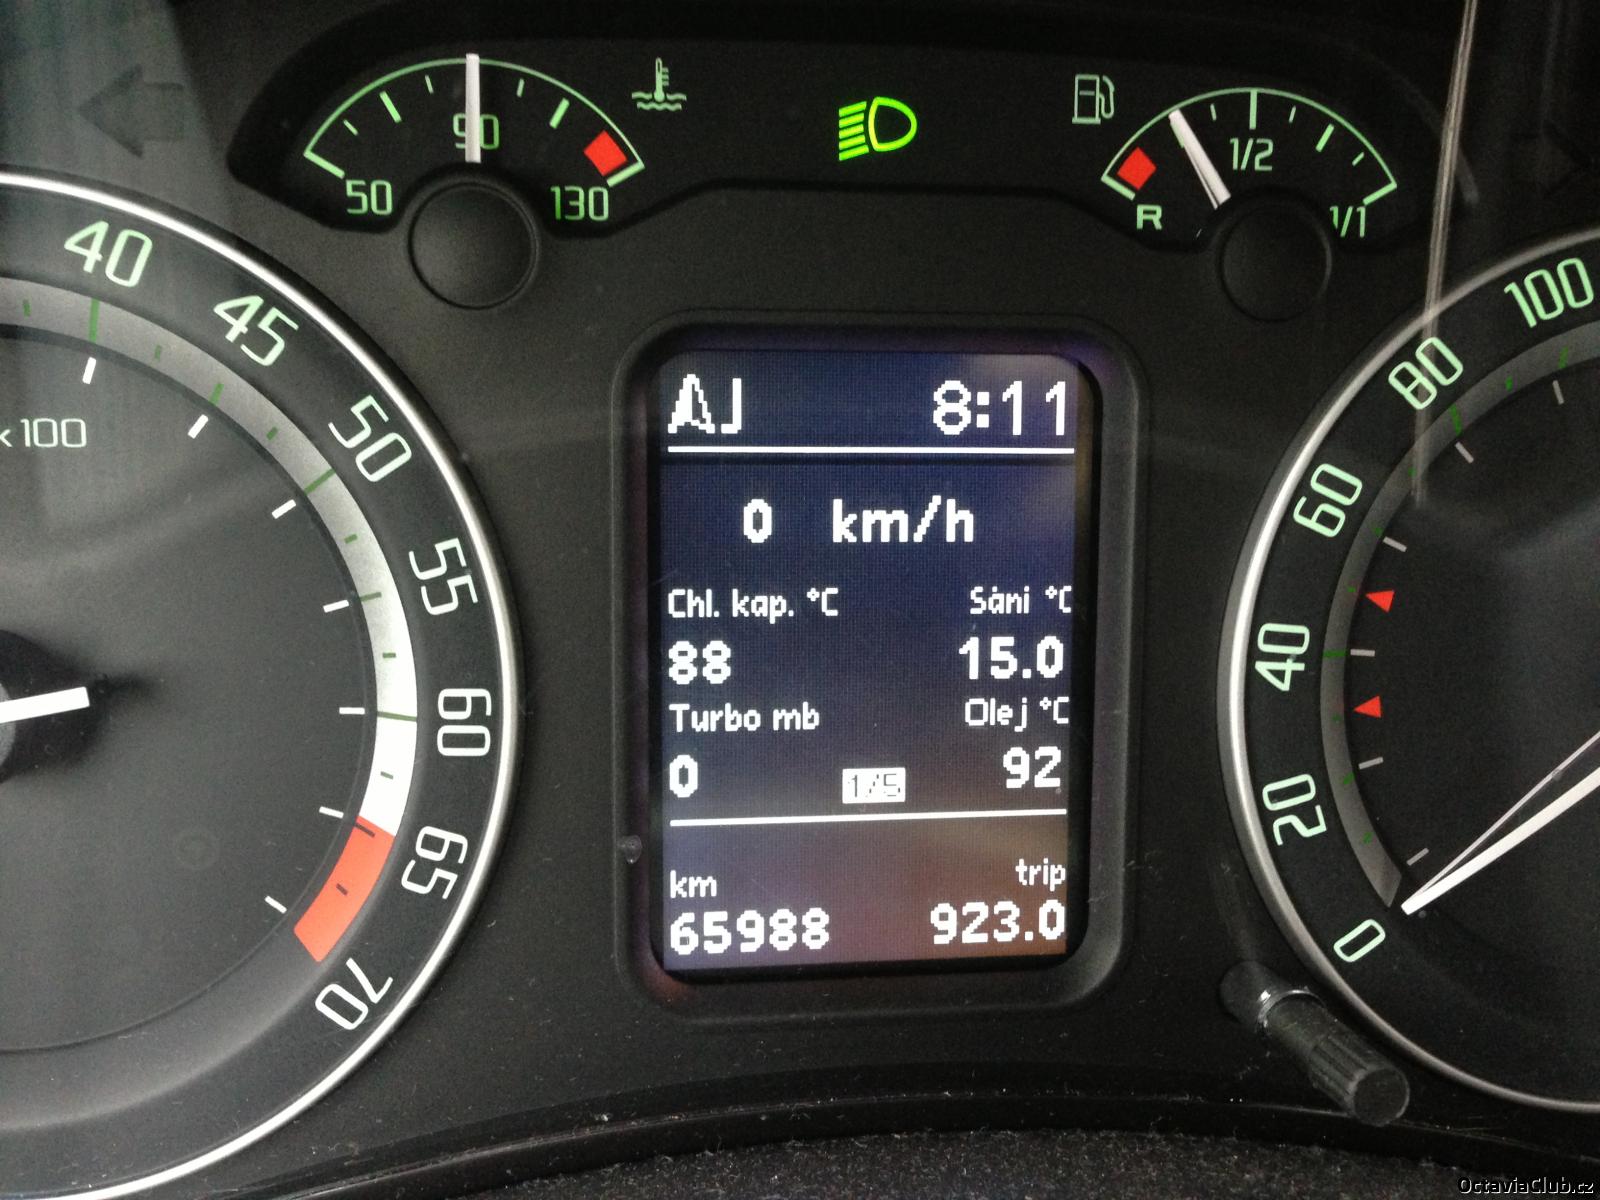 50
90
130
R
1/2
1/1
40
45
50
55
60
65
70
x 100
AJ
8:11
0 km/h
Chl. kap. °C
Sání °C
88
15.0
Turbo mb
Olej °C
0
92
1/5
km
trip
65988
923.0
100
80
60
40
20
0
OctaviaClub.cz